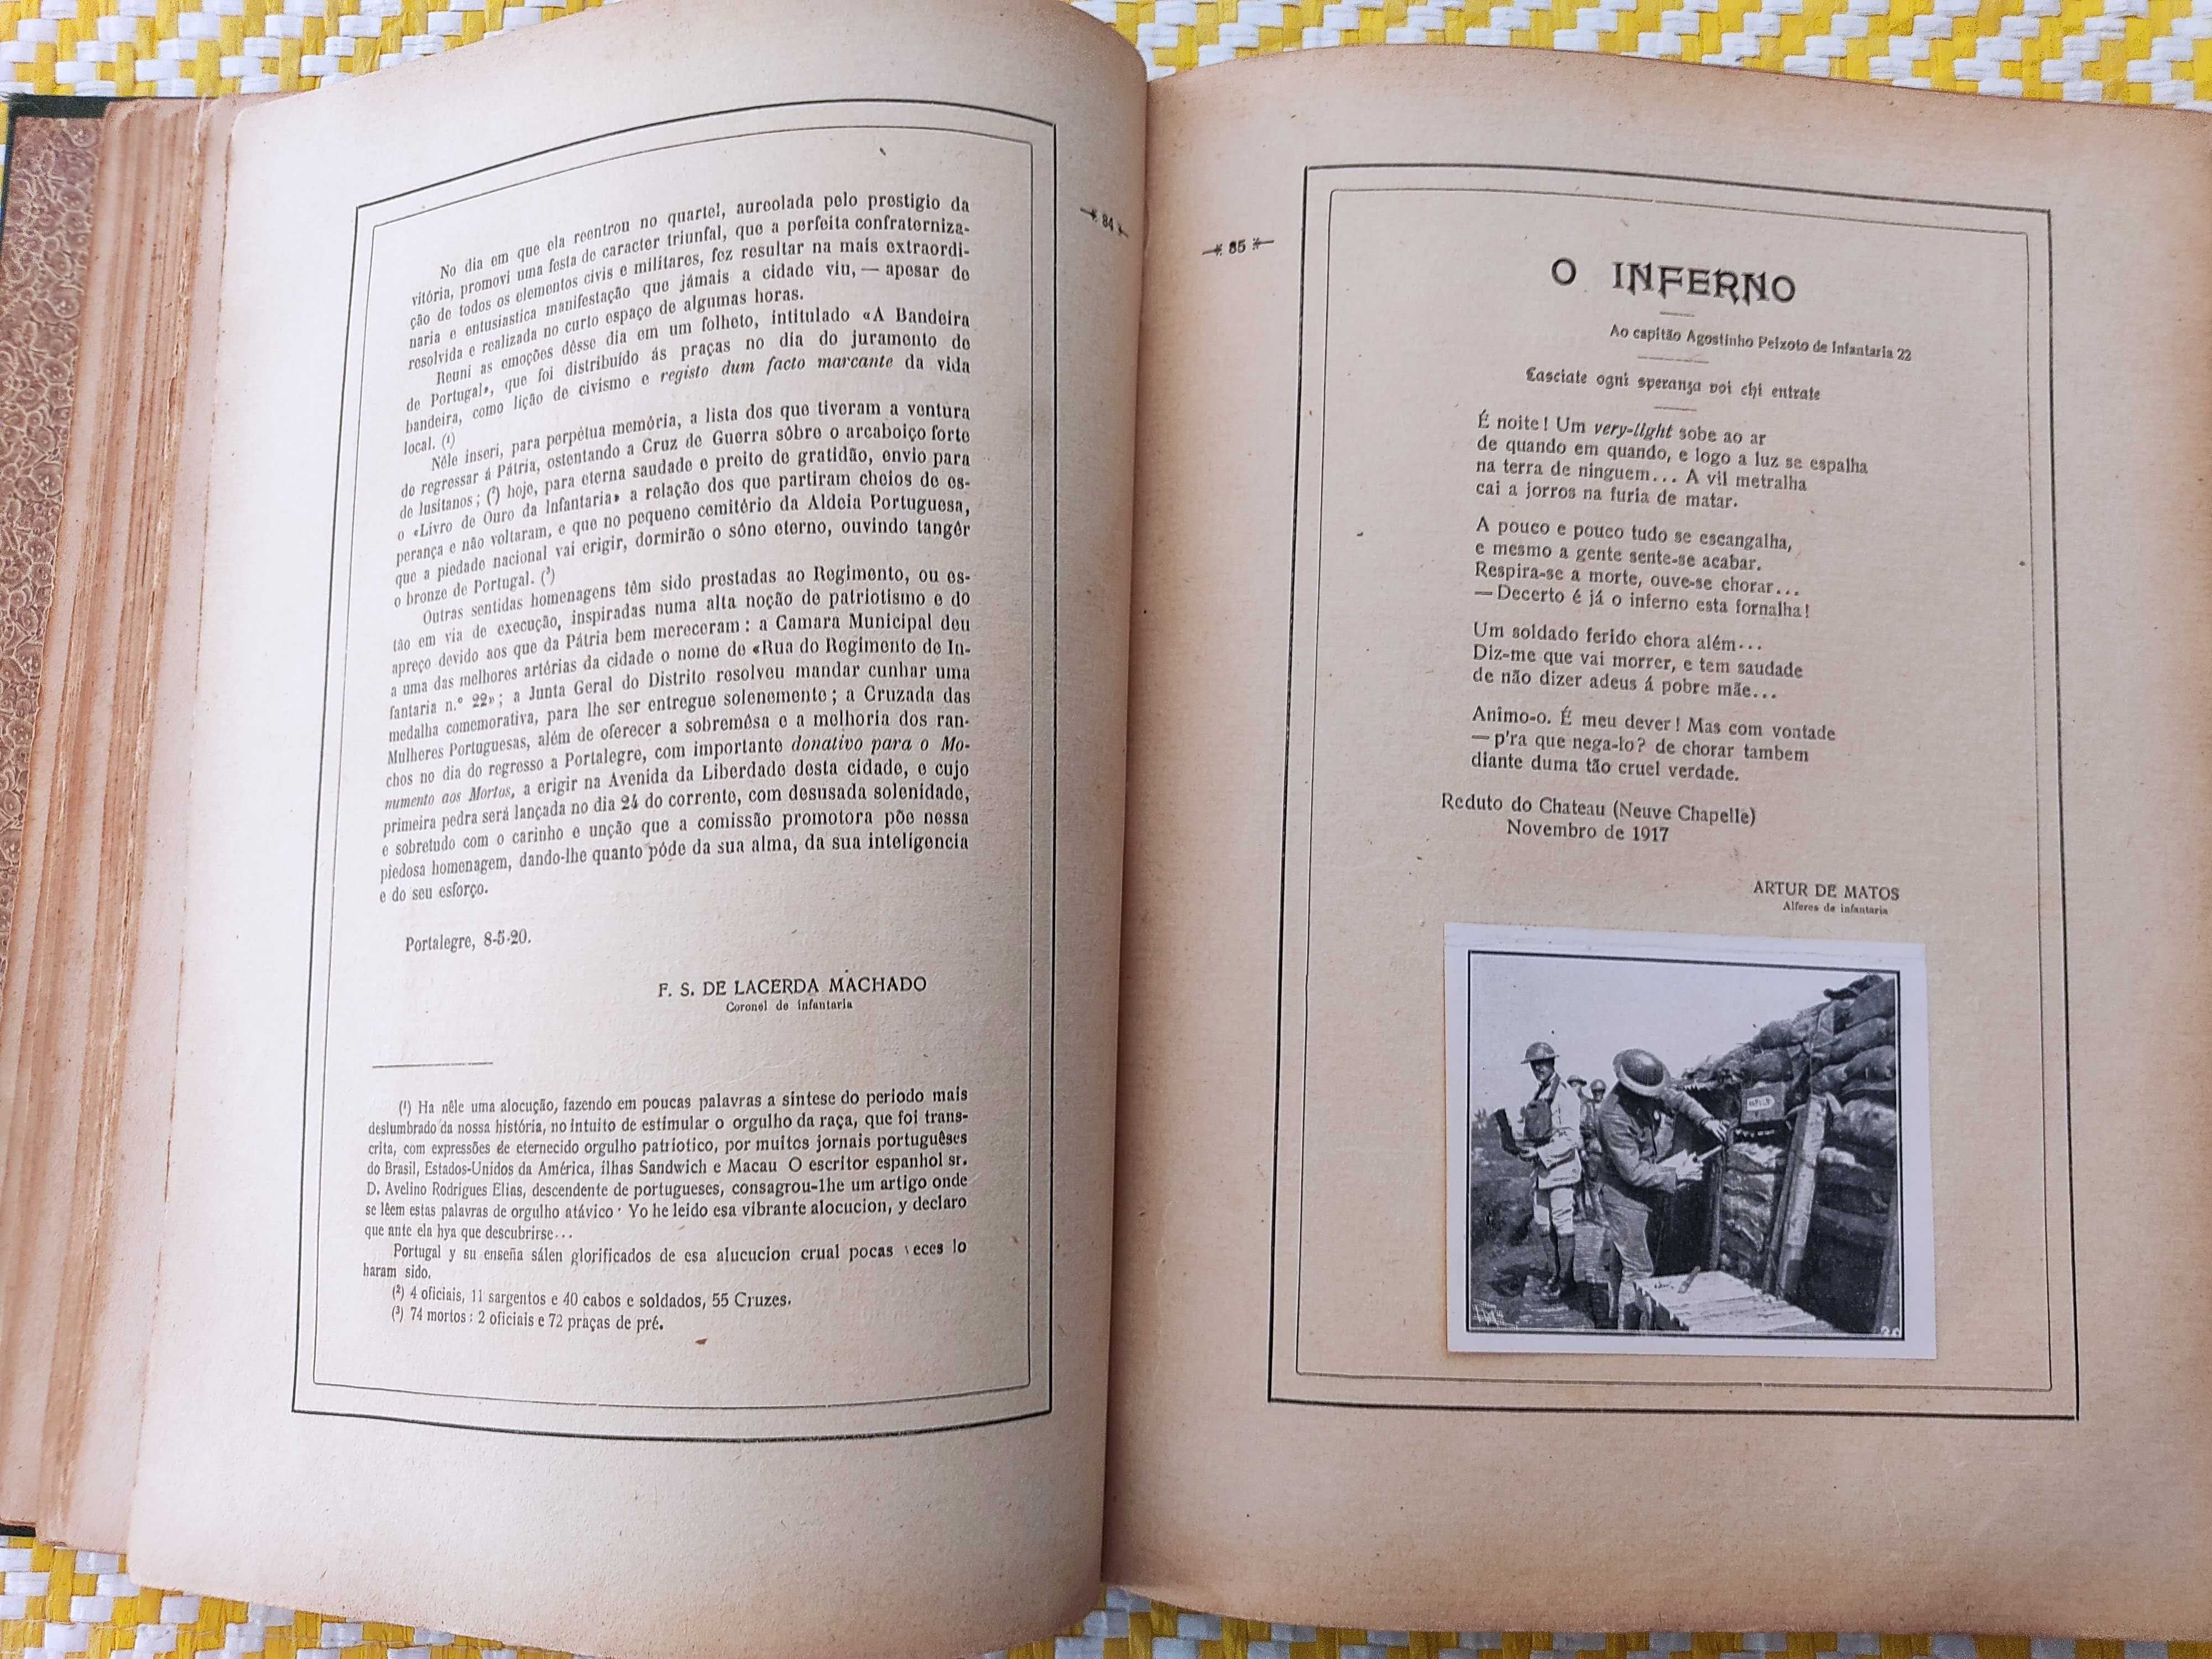 No dia em que ela reentrou no quartel, aureolada pelo prestigio da
vitória, promovi uma festa de caracter triunfal, que a perfeita confraterniza-
ção de todos os elementos civis e militares, fez resultar na mais extraordi-
naria e entusiastica manifestação que jámais a cidade viu, — apesar de
resolvida e realizada no curto espaço de algumas horas.
Reuni as emoções dêsse dia em um folheto, intitulado «A Bandeira
de Portugal», que foi distribuído ás praças no dia do juramento de
bandeira, como lição de civismo e registo dum facto marcante da vida
local. (¹)
Nêle inseri, para perpétua memória, a lista dos que tiveram a ventura
de regressar á Pátria, ostentando a Cruz de Guerra sôbre o arcaboiço forte
de lusitanos; (²) hoje, para eterna saudade e preito de gratidão, envio para
o «Livro de Ouro da Infantaria» a relação dos que partiram cheios de es-
perança e não voltaram, e que no pequeno cemitério da Aldeia Portuguesa,
que a piedade nacional vai erigir, dormirão o sôno eterno, ouvindo tangêr
o bronze de Portugal. (³)
Outras sentidas homenagens têm sido prestadas ao Regimento, ou es-
tão em via de execução, inspiradas numa alta noção de patriotismo e do
apreço devido aos que da Pátria bem mereceram: a Camara Municipal deu
a uma das melhores artérias da cidade o nome de «Rua do Regimento de In-
fantaria n.º 22»; a Junta Geral do Distrito resolveu mandar cunhar uma
medalha comemorativa, para lhe ser entregue solenemente; a Cruzada das
Mulheres Portuguesas, além de oferecer a sobremêsa e a melhoria dos ran-
chos no dia do regresso a Portalegre, com importante donativo para o Mo-
numento aos Mortos, a erigir na Avenida da Liberdade desta cidade, e cujo
primeira pedra será lançada no dia 24 do corrente, com desusada solenidade,
e sobretudo com o carinho e unção que a comissão promotora põe nessa
piedosa homenagem, dando-lhe quanto póde da sua alma, da sua inteligencia
e do seu esforço.
Portalegre, 8-5-20.
F. S. DE LACERDA MACHADO
Coronel de infantaria
(¹) Ha nêle uma alocução, fazendo em poucas palavras a síntese do periodo mais
deslumbrado da nossa história, no intuito de estimular o orgulho da raça, que foi trans-
crita, com expressões de eternecido orgulho patriotico, por muitos jornais portuguêses
do Brasil, Estados-Unidos da América, ilhas Sandwich e Macau O escritor espanhol sr.
D. Avelino Rodrigues Elias, descendente de portugueses, consagrou-lhe um artigo onde
se lêem estas palavras de orgulho atávico · Yo he leido esa vibrante alocucion, y declaro
que ante ela hya que descubrirse...
Portugal y su enseña sálen glorificados de esa alucucion crual pocas veces lo
haram sido.
(²) 4 oficiais, 11 sargentos e 40 cabos e soldados, 55 Cruzes.
(³) 74 mortos: 2 oficiais e 72 praças de pré.
84
85
O INFERNO
Ao capitão Agostinho Peixoto de Infantaria 22
Lasciate ogni speranza voi chi entrate
É noite! Um very-light sobe ao ar
de quando em quando, e logo a luz se espalha
na terra de ninguem... A vil metralha
cai a jorros na furia de matar.
A pouco e pouco tudo se escangalha,
e mesmo a gente sente-se acabar.
Respira-se a morte, ouve-se chorar...
— Decerto é já o inferno esta fornalha!
Um soldado ferido chora além...
Diz-me que vai morrer, e tem saudade
de não dizer adeus á pobre mãe...
Animo-o. É meu dever! Mas com vontade
— p'ra que nega-lo? de chorar tambem
diante duma tão cruel verdade.
Reduto do Chateau (Neuve Chapelle)
Novembro de 1917
ARTUR DE MATOS
Alferes de infantaria